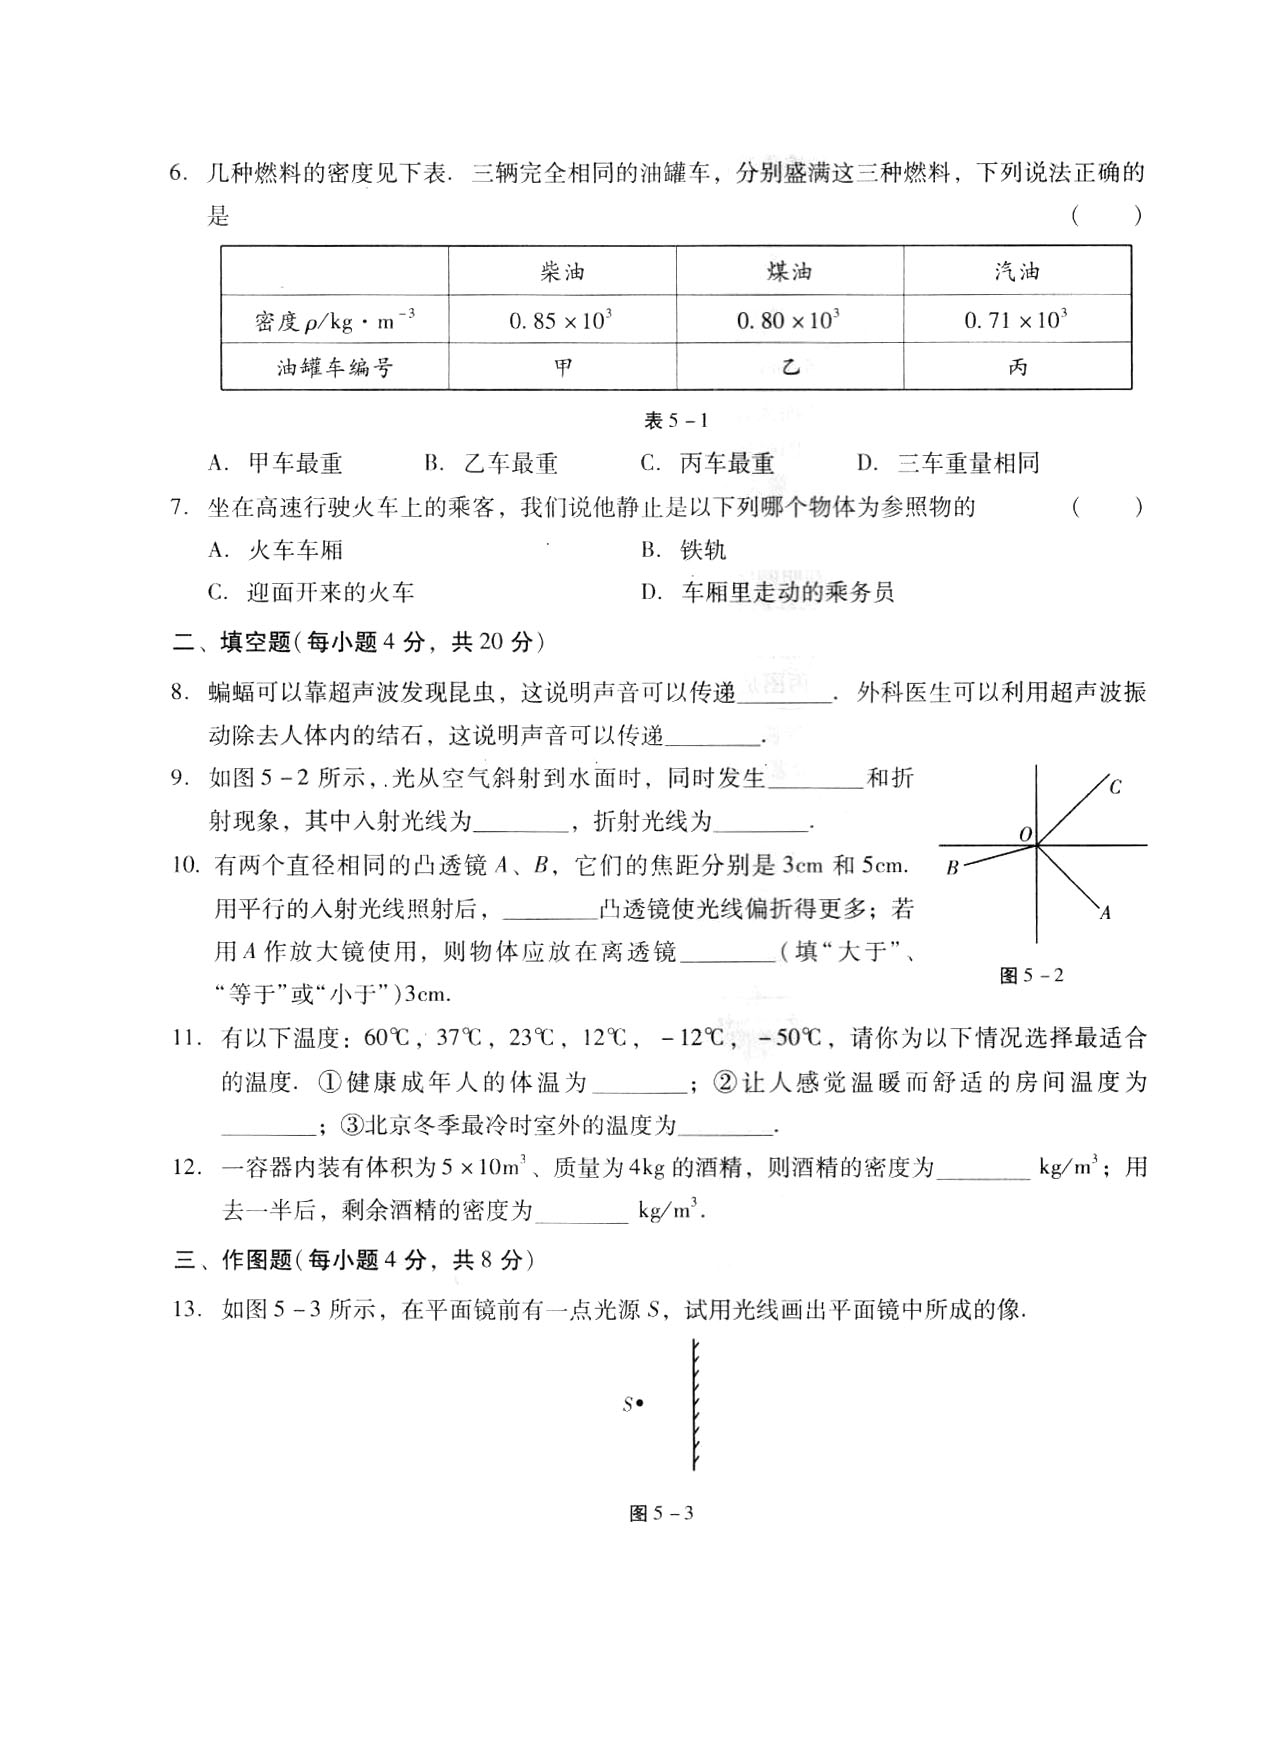 6. 几种燃料的密度见下表. 三辆完全相同的油罐车，分别盛满这三种燃料，下列说法正确的
是 (    )
柴油 煤油 汽油
密度 ρ/kg·m⁻³ 0.85×10³ 0.80×10³ 0.71×10³
油罐车编号 甲 乙 丙
表 5-1
A. 甲车最重 B. 乙车最重 C. 丙车最重 D. 三车重量相同
7. 坐在高速行驶火车上的乘客，我们说他静止是以下列哪个物体为参照物的 (    )
A. 火车车厢 B. 铁轨
C. 迎面开来的火车 D. 车厢里走动的乘务员
二、填空题(每小题 4 分，共 20 分)
8. 蝙蝠可以靠超声波发现昆虫，这说明声音可以传递________. 外科医生可以利用超声波振
动除去人体内的结石，这说明声音可以传递________.
9. 如图 5-2 所示，光从空气斜射到水面时，同时发生________和折
射现象，其中入射光线为________，折射光线为________.
10. 有两个直径相同的凸透镜 A、B，它们的焦距分别是 3cm 和 5cm.
用平行的入射光线照射后，________凸透镜使光线偏折得更多；若
用 A 作放大镜使用，则物体应放在离透镜________(填“大于”、
“等于”或“小于”)3cm.
C
O
B
A
图 5-2
11. 有以下温度：60℃，37℃，23℃，12℃，-12℃，-50℃，请你为以下情况选择最适合
的温度. ①健康成年人的体温为________；②让人感觉温暖而舒适的房间温度为
________；③北京冬季最冷时室外的温度为________.
12. 一容器内装有体积为 5×10m³、质量为 4kg 的酒精，则酒精的密度为________ kg/m³；用
去一半后，剩余酒精的密度为________ kg/m³.
三、作图题(每小题 4 分，共 8 分)
13. 如图 5-3 所示，在平面镜前有一点光源 S，试用光线画出平面镜中所成的像.
S
图 5-3